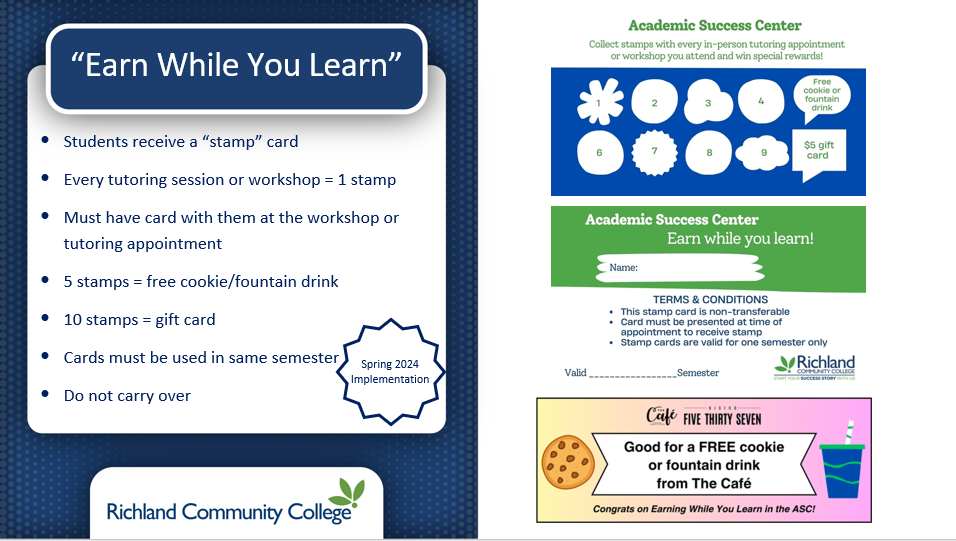 “Earn While You Learn”
• Students receive a “stamp” card
• Every tutoring session or workshop = 1 stamp
• Must have card with them at the workshop or
tutoring appointment
• 5 stamps = free cookie/fountain drink
• 10 stamps = gift card
• Cards must be used in same semester
• Do not carry over
Spring 2024
Implementation
Richland Community College
Academic Success Center
Collect stamps with every in-person tutoring appointment
or workshop you attend and win special rewards!
1 2 3 4
Free
cookie or
fountain
drink
6 7 8 9
$5 gift
card
Academic Success Center
Earn while you learn!
Name:
TERMS & CONDITIONS
• This stamp card is non-transferable
• Card must be presented at time of
appointment to receive stamp
• Stamp cards are valid for one semester only
Valid _________________Semester
Richland
COMMUNITY COLLEGE
START YOUR SUCCESS STORY WITH US
Café
FIVE THIRTY SEVEN
Good for a FREE cookie
or fountain drink
from The Café
Congrats on Earning While You Learn in the ASC!